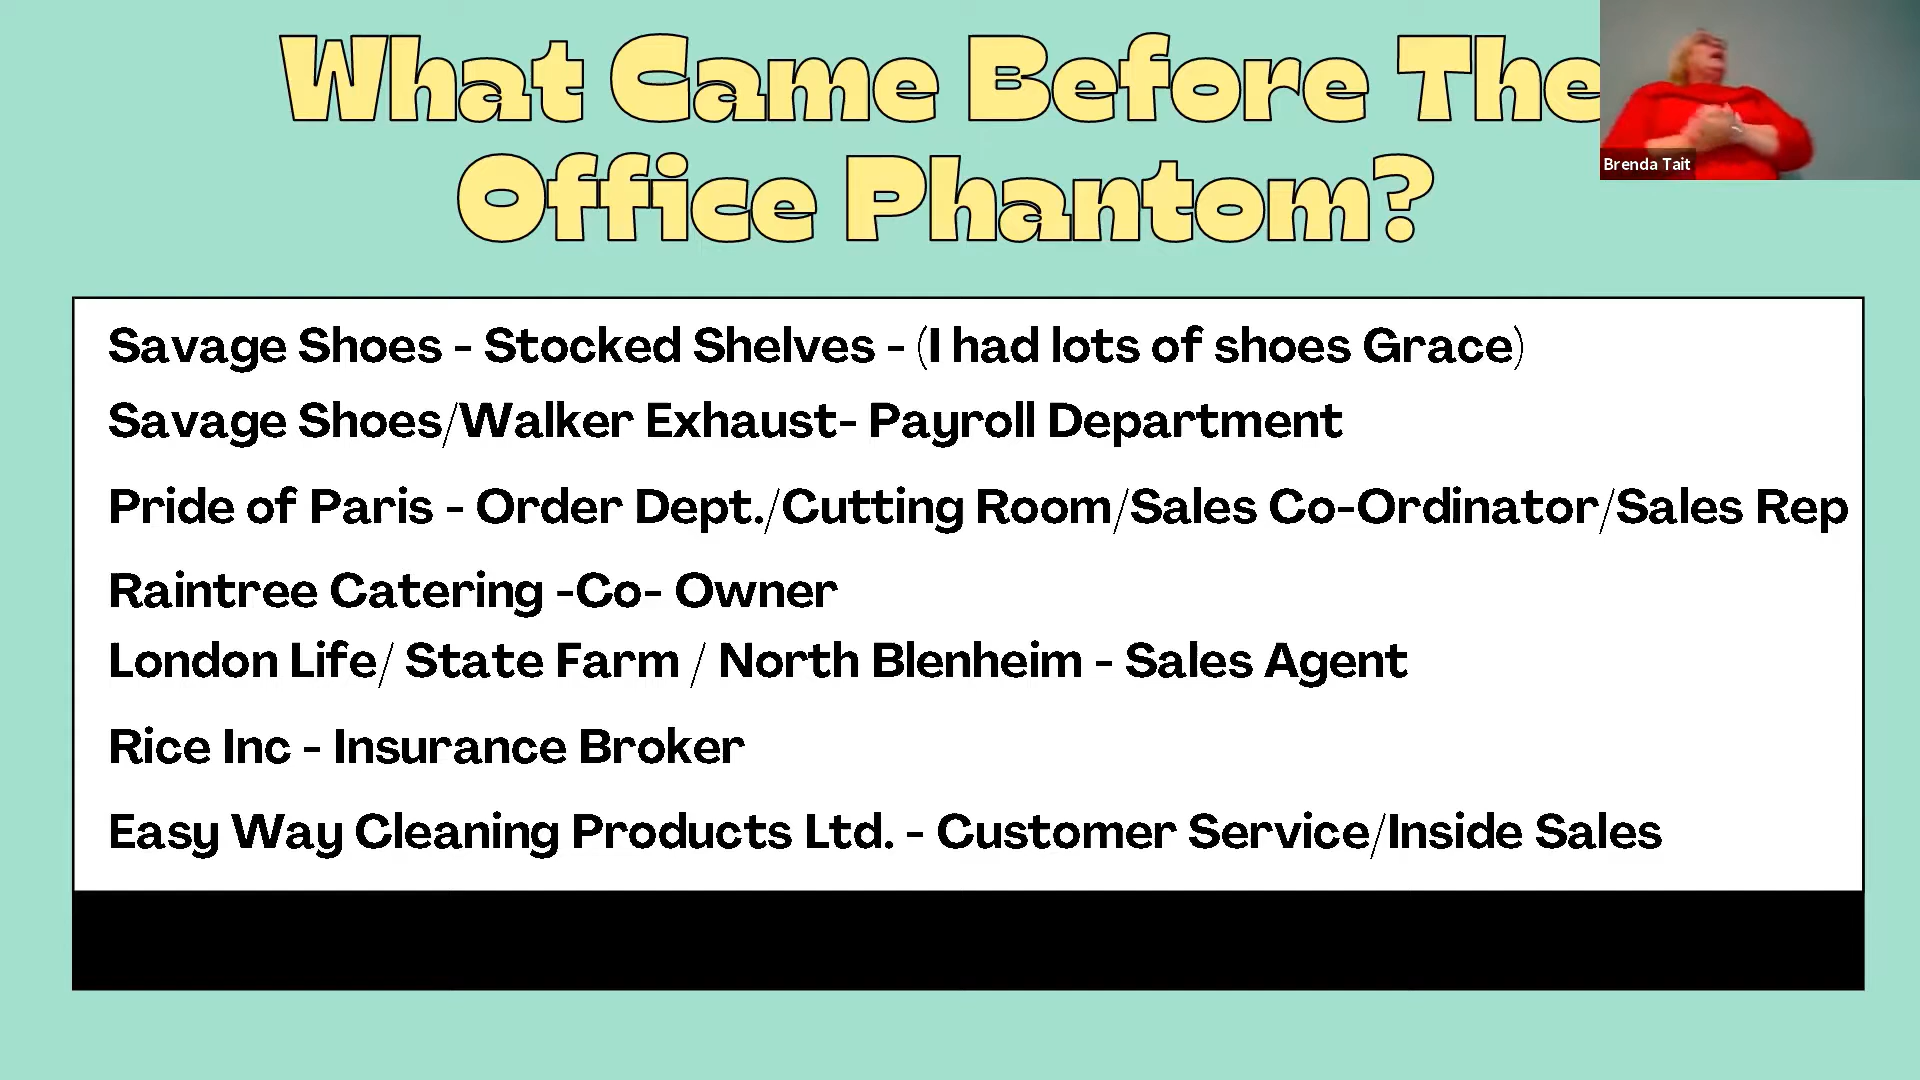 What Came Before The
Office Phantom?
Brenda Tait
Savage Shoes - Stocked Shelves - (I had lots of shoes Grace)
Savage Shoes/Walker Exhaust- Payroll Department
Pride of Paris - Order Dept./Cutting Room/Sales Co-Ordinator/Sales Rep
Raintree Catering -Co- Owner
London Life/ State Farm / North Blenheim - Sales Agent
Rice Inc - Insurance Broker
Easy Way Cleaning Products Ltd. - Customer Service/Inside Sales